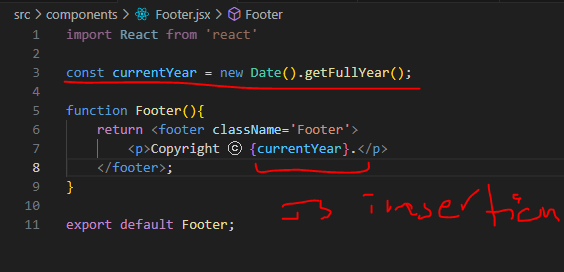 src > components > Footer.jsx > Footer
1 import React from 'react'
2
3 const currentYear = new Date().getFullYear();
4
5 function Footer(){
6 return <footer className='Footer'>
7 <p>Copyright ⓒ {currentYear}.</p>
8 </footer>;
9 }
10
11 export default Footer;
=> insertion